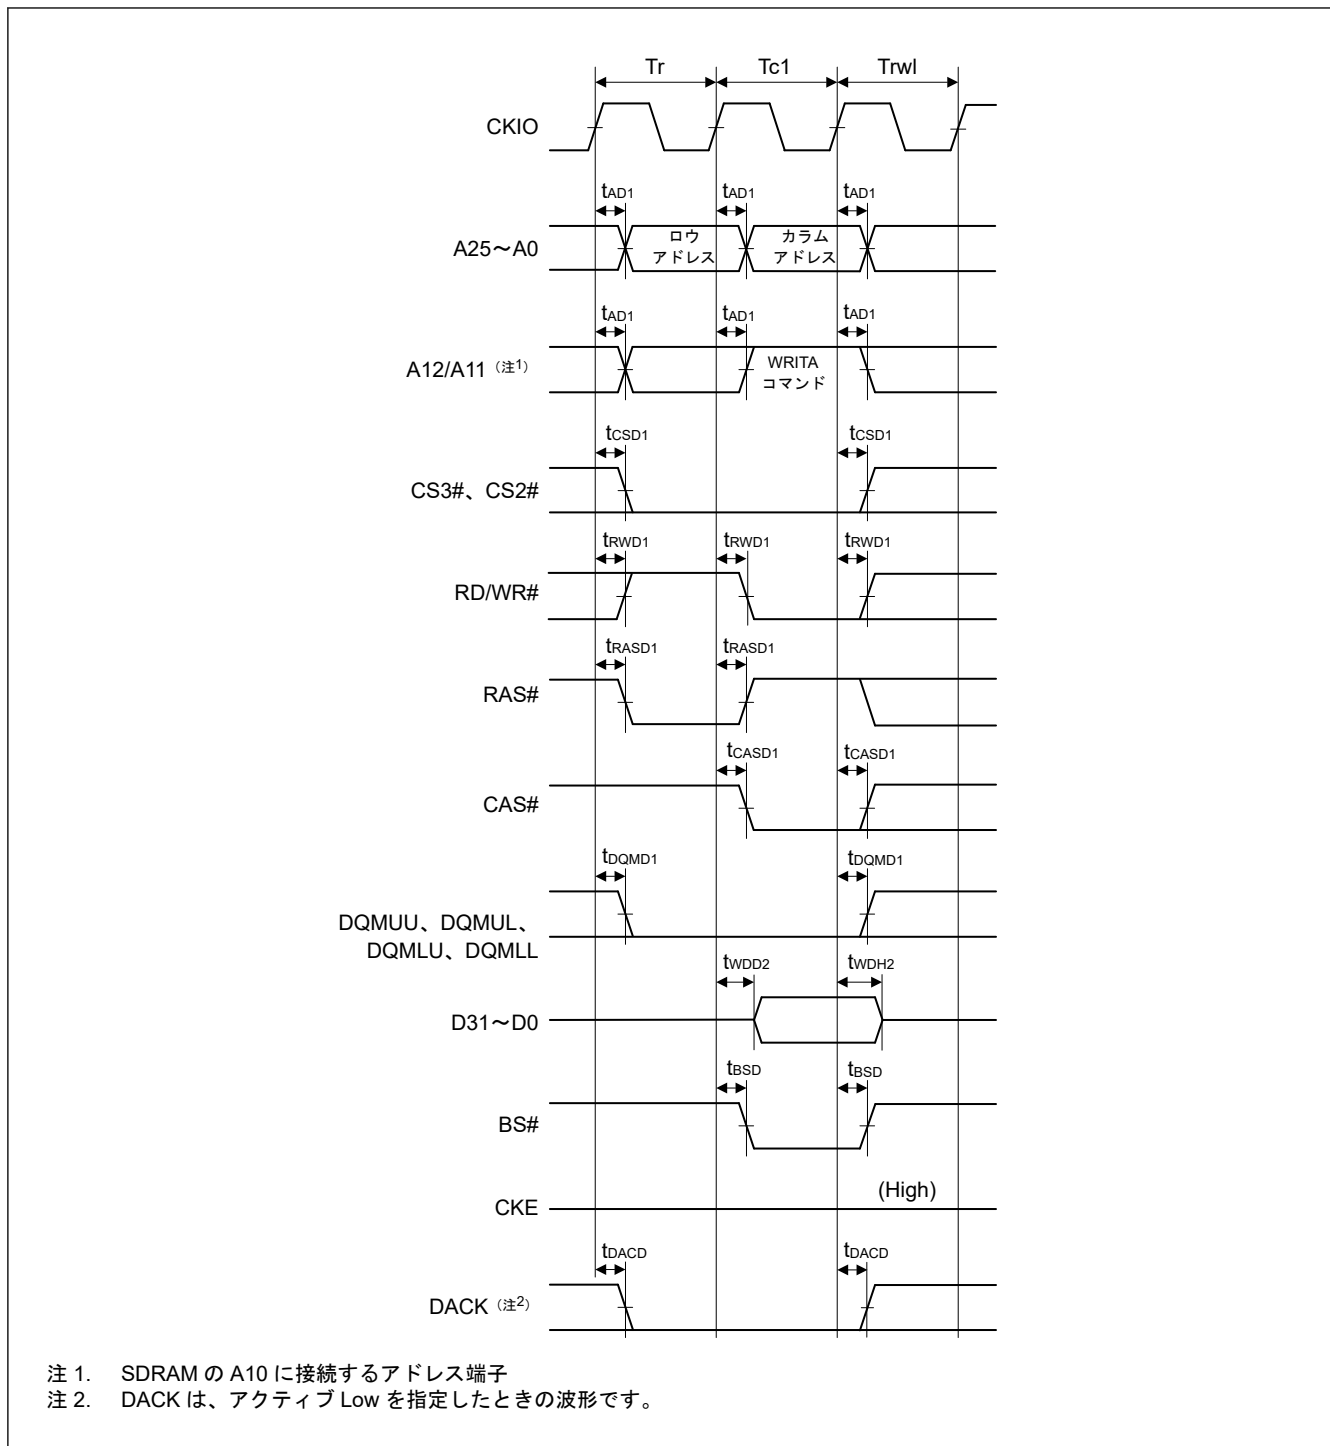 Tr Tc1 Trwl
CKIO
tAD1 tAD1 tAD1
A25～A0
ロウ
アドレス
カラム
アドレス
tAD1 tAD1 tAD1
A12/A11（注1）
WRITA
コマンド
tCSD1 tCSD1
CS3#、CS2#
tRWD1 tRWD1 tRWD1
RD/WR#
tRASD1 tRASD1
RAS#
tCASD1 tCASD1
CAS#
tDQMD1 tDQMD1
DQMUU、DQMUL、
DQMLU、DQMLL
tWDD2 tWDH2
D31～D0
tBSD tBSD
BS#
(High)
CKE
tDACD tDACD
DACK（注2）
注 1. SDRAM の A10 に接続するアドレス端子
注 2. DACK は、アクティブ Low を指定したときの波形です。